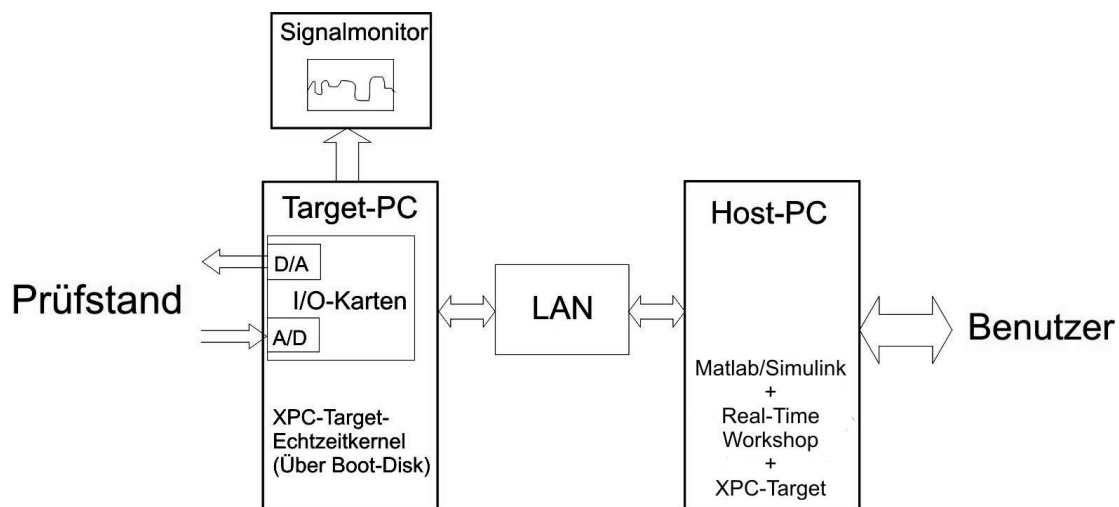 Signalmonitor
Target-PC
D/A
I/O-Karten
A/D
XPC-Target-
Echtzeitkernel
(Über Boot-Disk)
Prüfstand
LAN
Host-PC
Matlab/Simulink
+
Real-Time
Workshop
+
XPC-Target
Benutzer